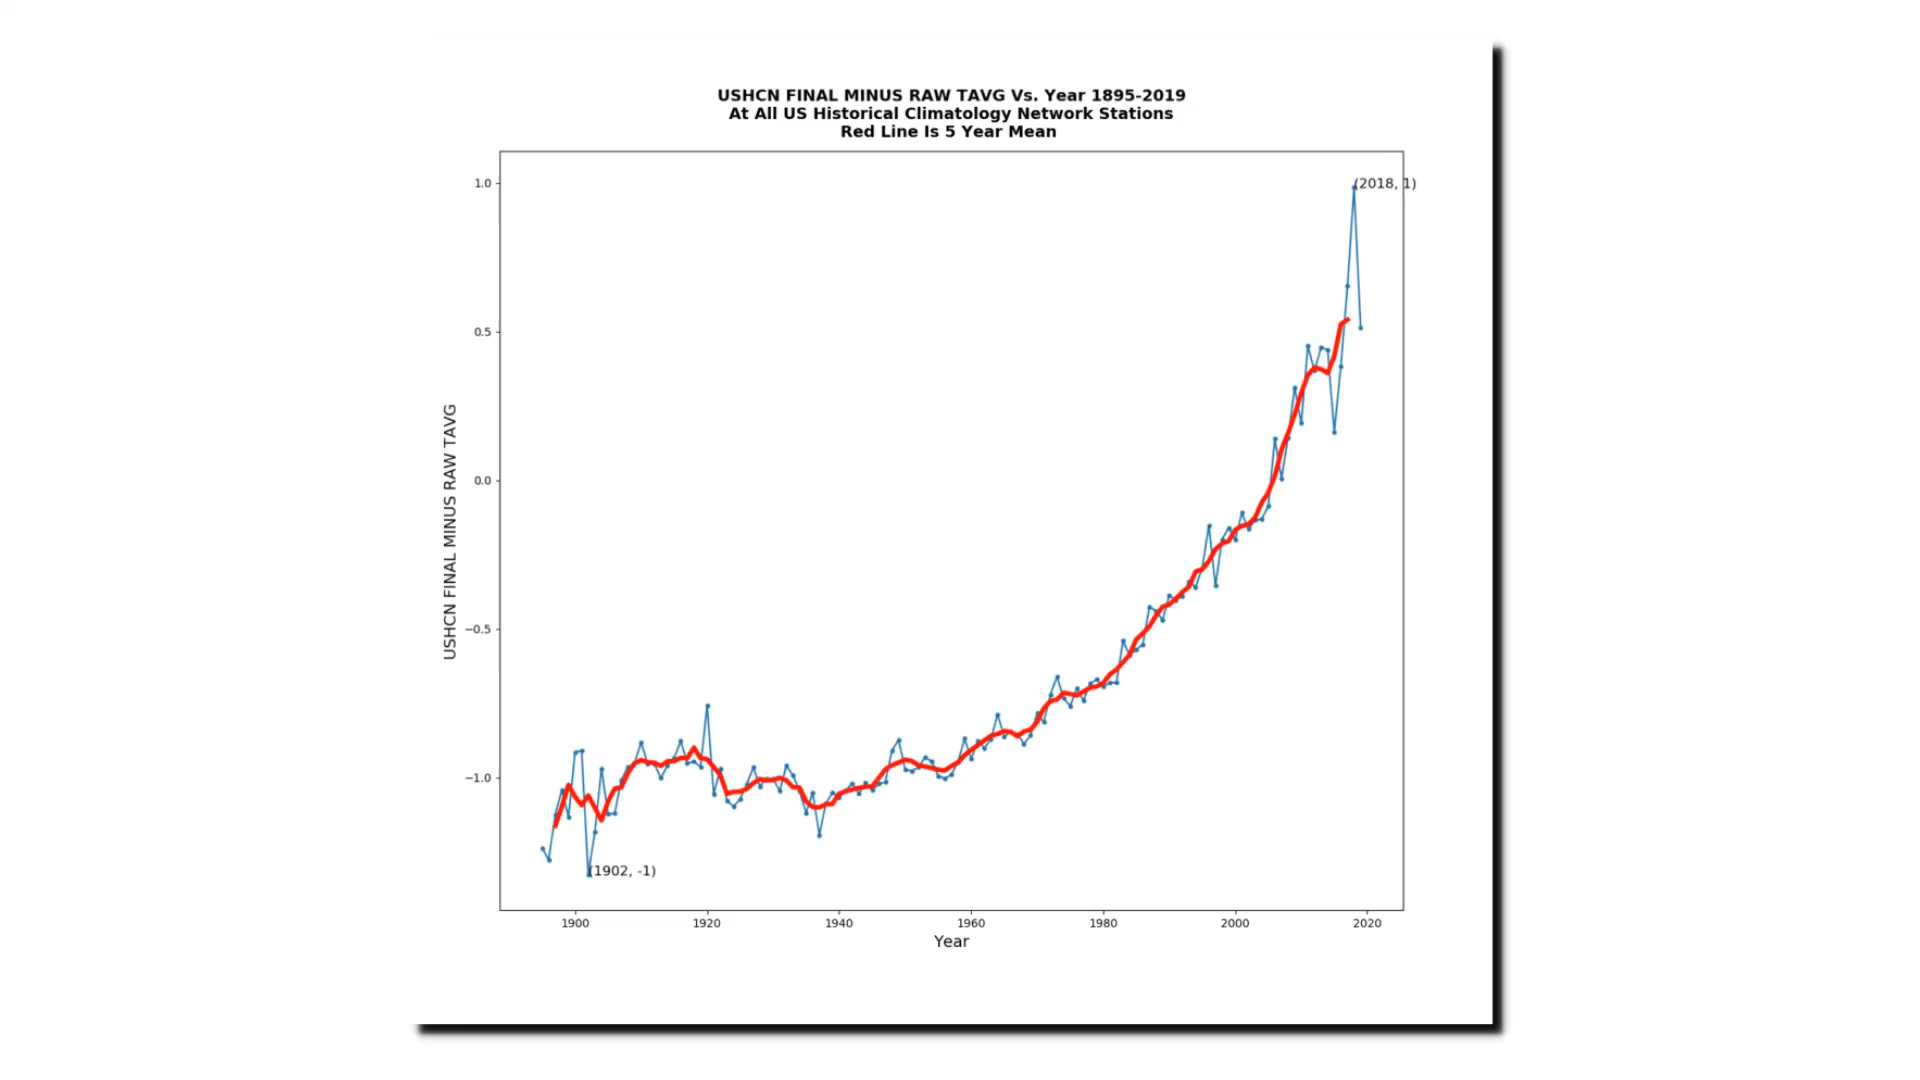 USHCN FINAL MINUS RAW TAVG Vs. Year 1895-2019
At All US Historical Climatology Network Stations
Red Line Is 5 Year Mean
(2018, 1)
1.0
0.5
0.0
−0.5
−1.0
USHCN FINAL MINUS RAW TAVG
(1902, -1)
1900 1920 1940 1960 1980 2000 2020
Year